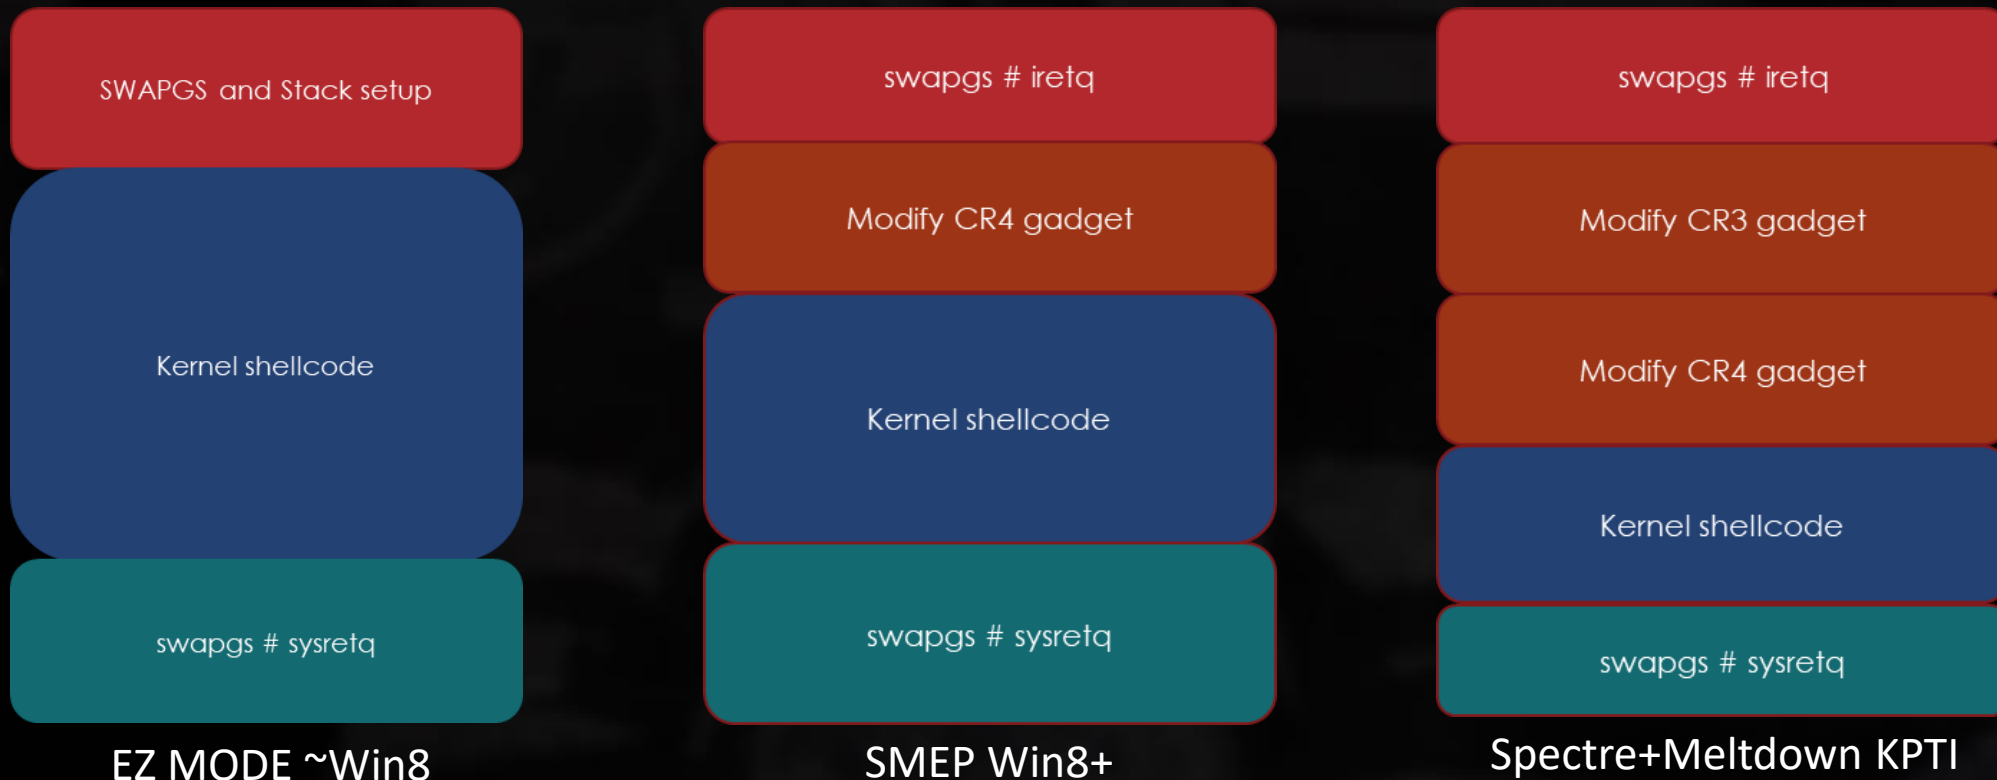 SWAPGS and Stack setup
Kernel shellcode
swapgs # sysretq
EZ MODE ~Win8
swapgs # iretq
Modify CR4 gadget
Kernel shellcode
swapgs # sysretq
SMEP Win8+
swapgs # iretq
Modify CR3 gadget
Modify CR4 gadget
Kernel shellcode
swapgs # sysretq
Spectre+Meltdown KPTI